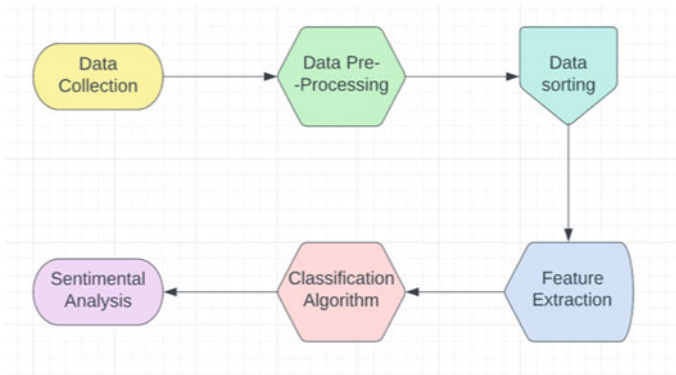 Data
Collection
Data Pre-
-Processing
Data
sorting
Sentimental
Analysis
Classification
Algorithm
Feature
Extraction